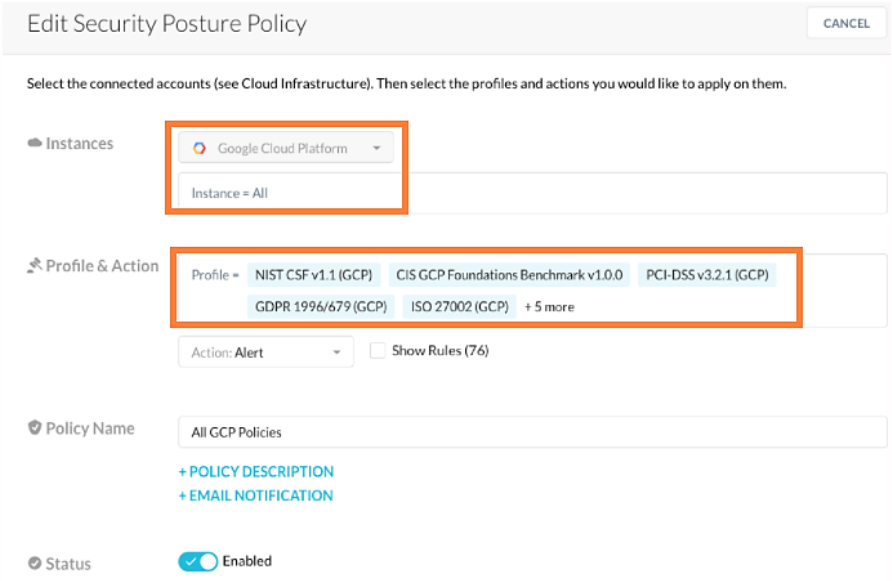 Edit Security Posture Policy
CANCEL
Select the connected accounts (see Cloud Infrastructure). Then select the profiles and actions you would like to apply on them.
Instances
Google Cloud Platform
Instance = All
Profile & Action
Profile = NIST CSF v1.1 (GCP) CIS GCP Foundations Benchmark v1.0.0 PCI-DSS v3.2.1 (GCP)
GDPR 1996/679 (GCP) ISO 27002 (GCP) + 5 more
Action: Alert
Show Rules (76)
Policy Name
All GCP Policies
+ POLICY DESCRIPTION
+ EMAIL NOTIFICATION
Status
Enabled